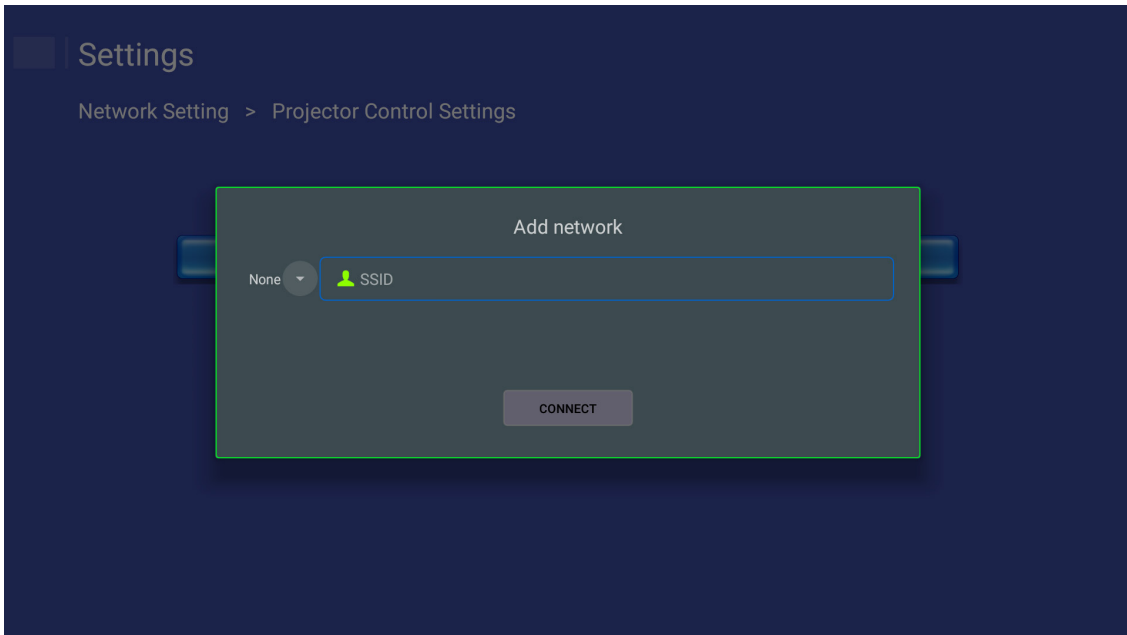 Settings
Network Setting > Projector Control Settings
Add network
None SSID
CONNECT